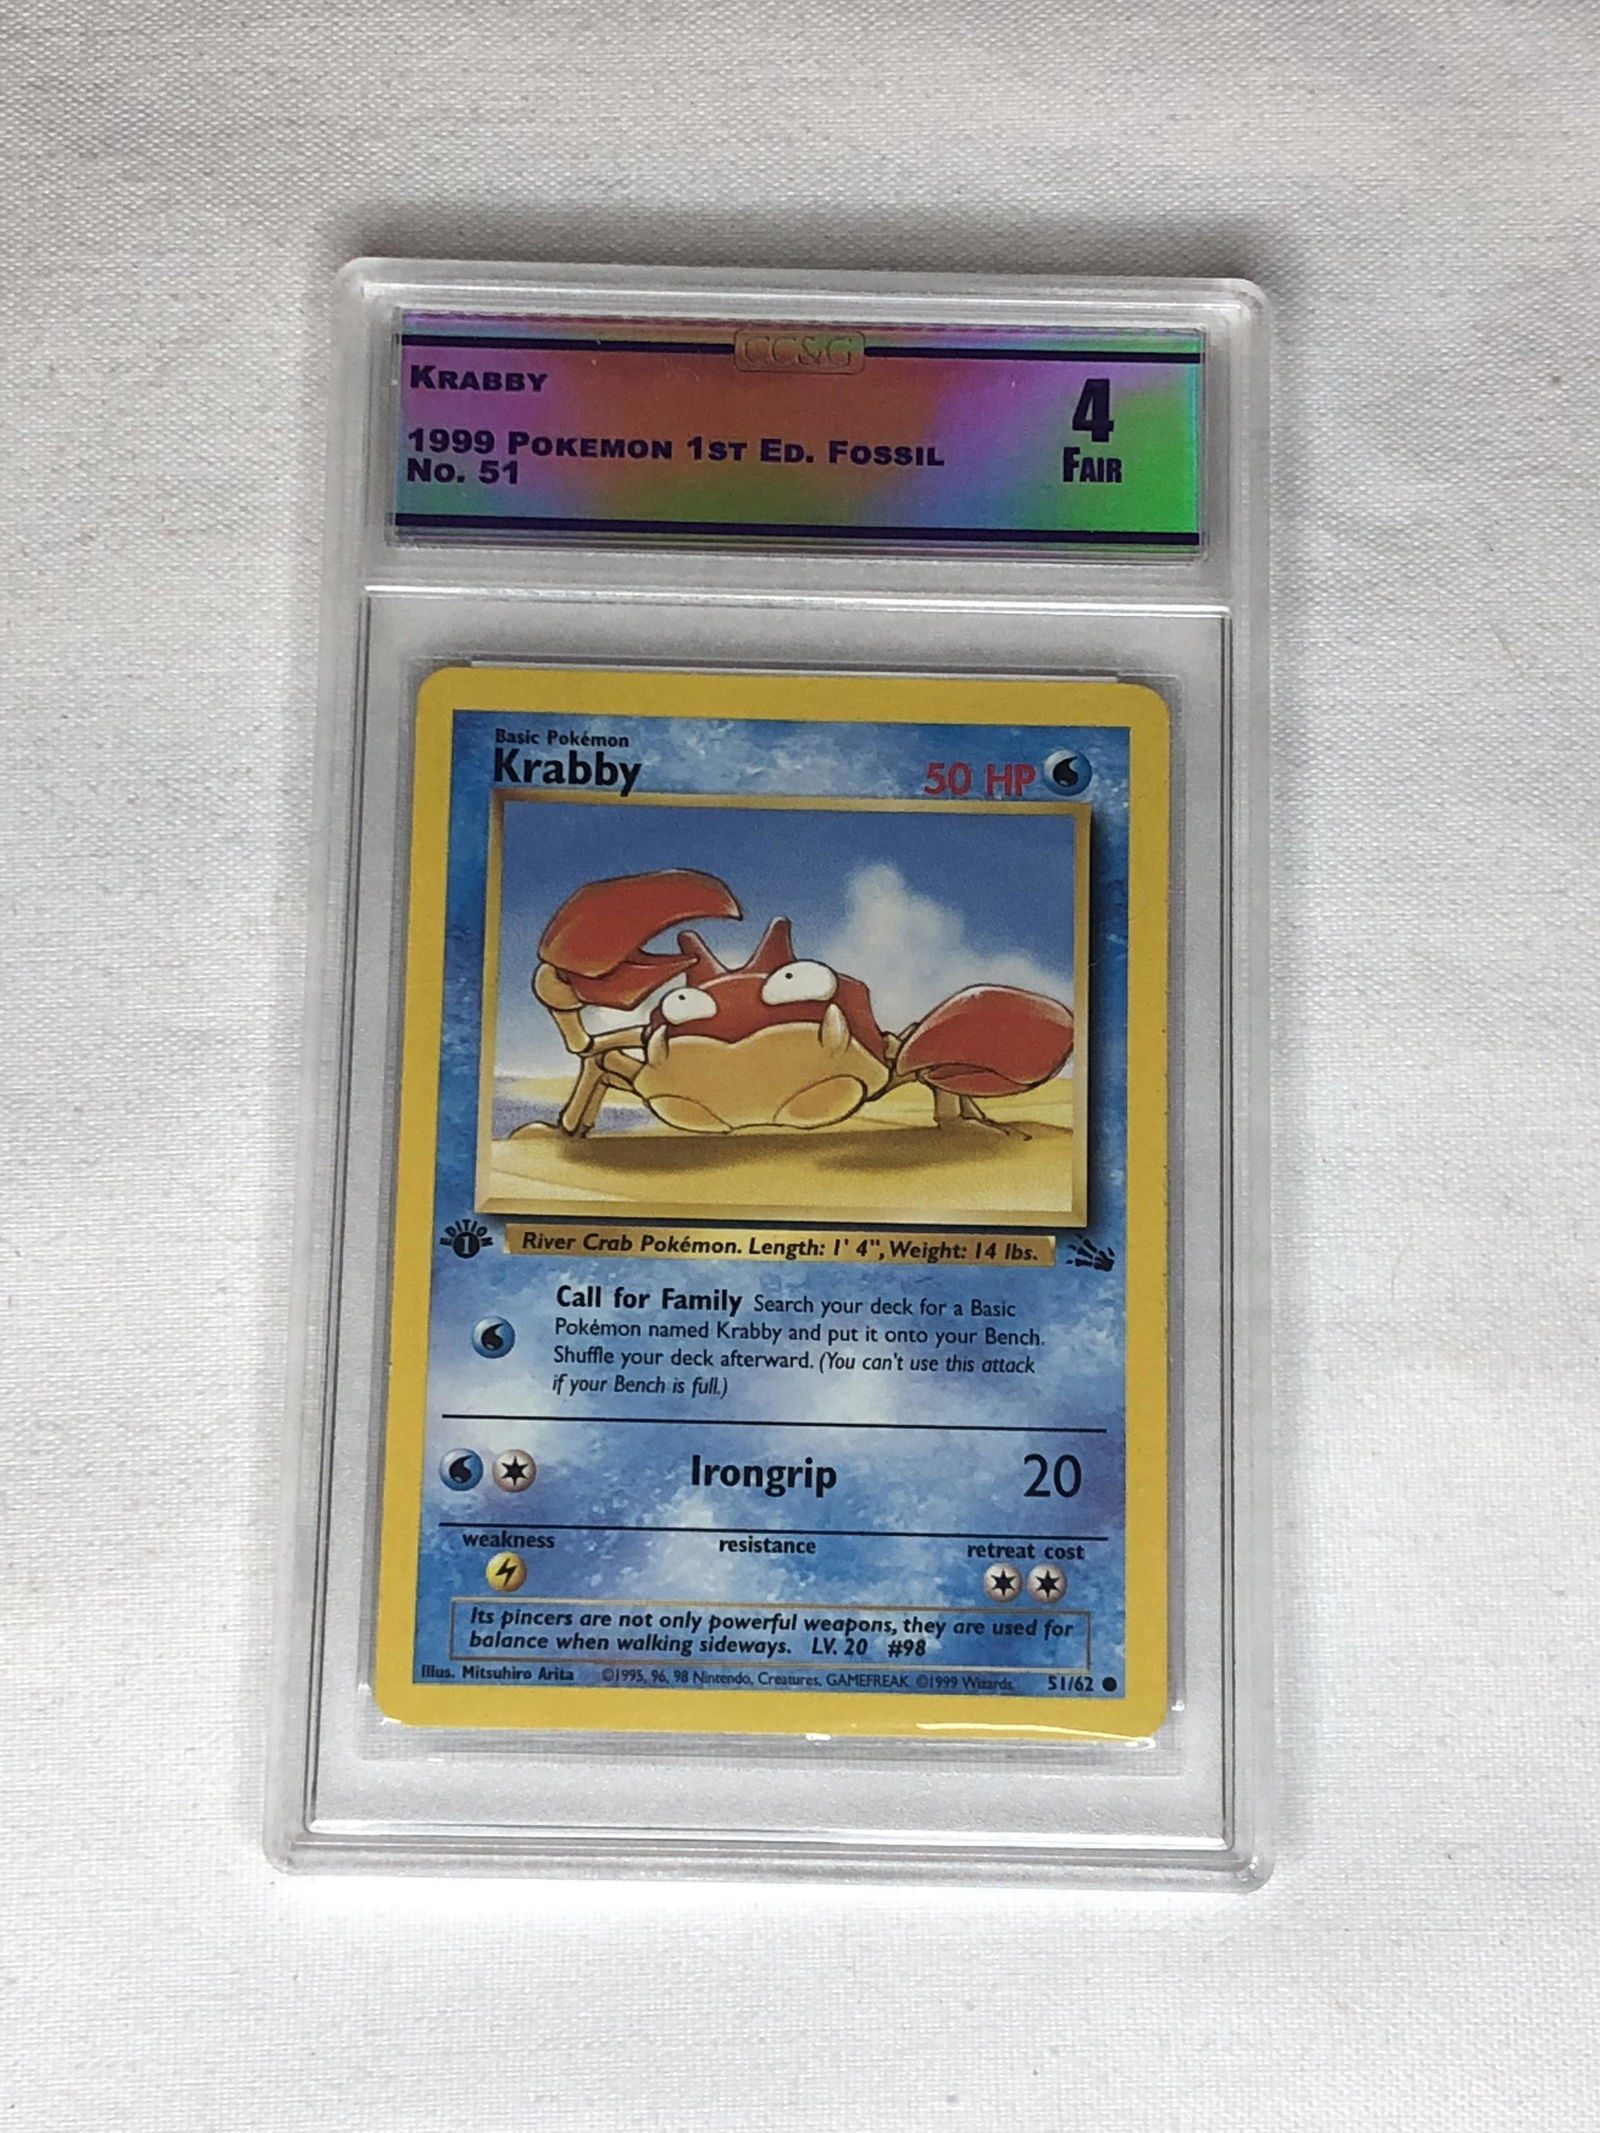 CC&G
KRABBY
1999 POKEMON 1ST ED. FOSSIL
No. 51
4
FAIR
Basic Pokémon
Krabby
50 HP
EDITION
1
River Crab Pokémon. Length: 1' 4", Weight: 14 lbs.
Call for Family Search your deck for a Basic
Pokémon named Krabby and put it onto your Bench.
Shuffle your deck afterward. (You can't use this attack
if your Bench is full.)
Irongrip 20
weakness resistance retreat cost
Its pincers are not only powerful weapons, they are used for
balance when walking sideways. LV. 20 #98
Illus. Mitsuhiro Arita ©1995, 96, 98 Nintendo, Creatures, GAMEFREAK. ©1999 Wizards. 51/62